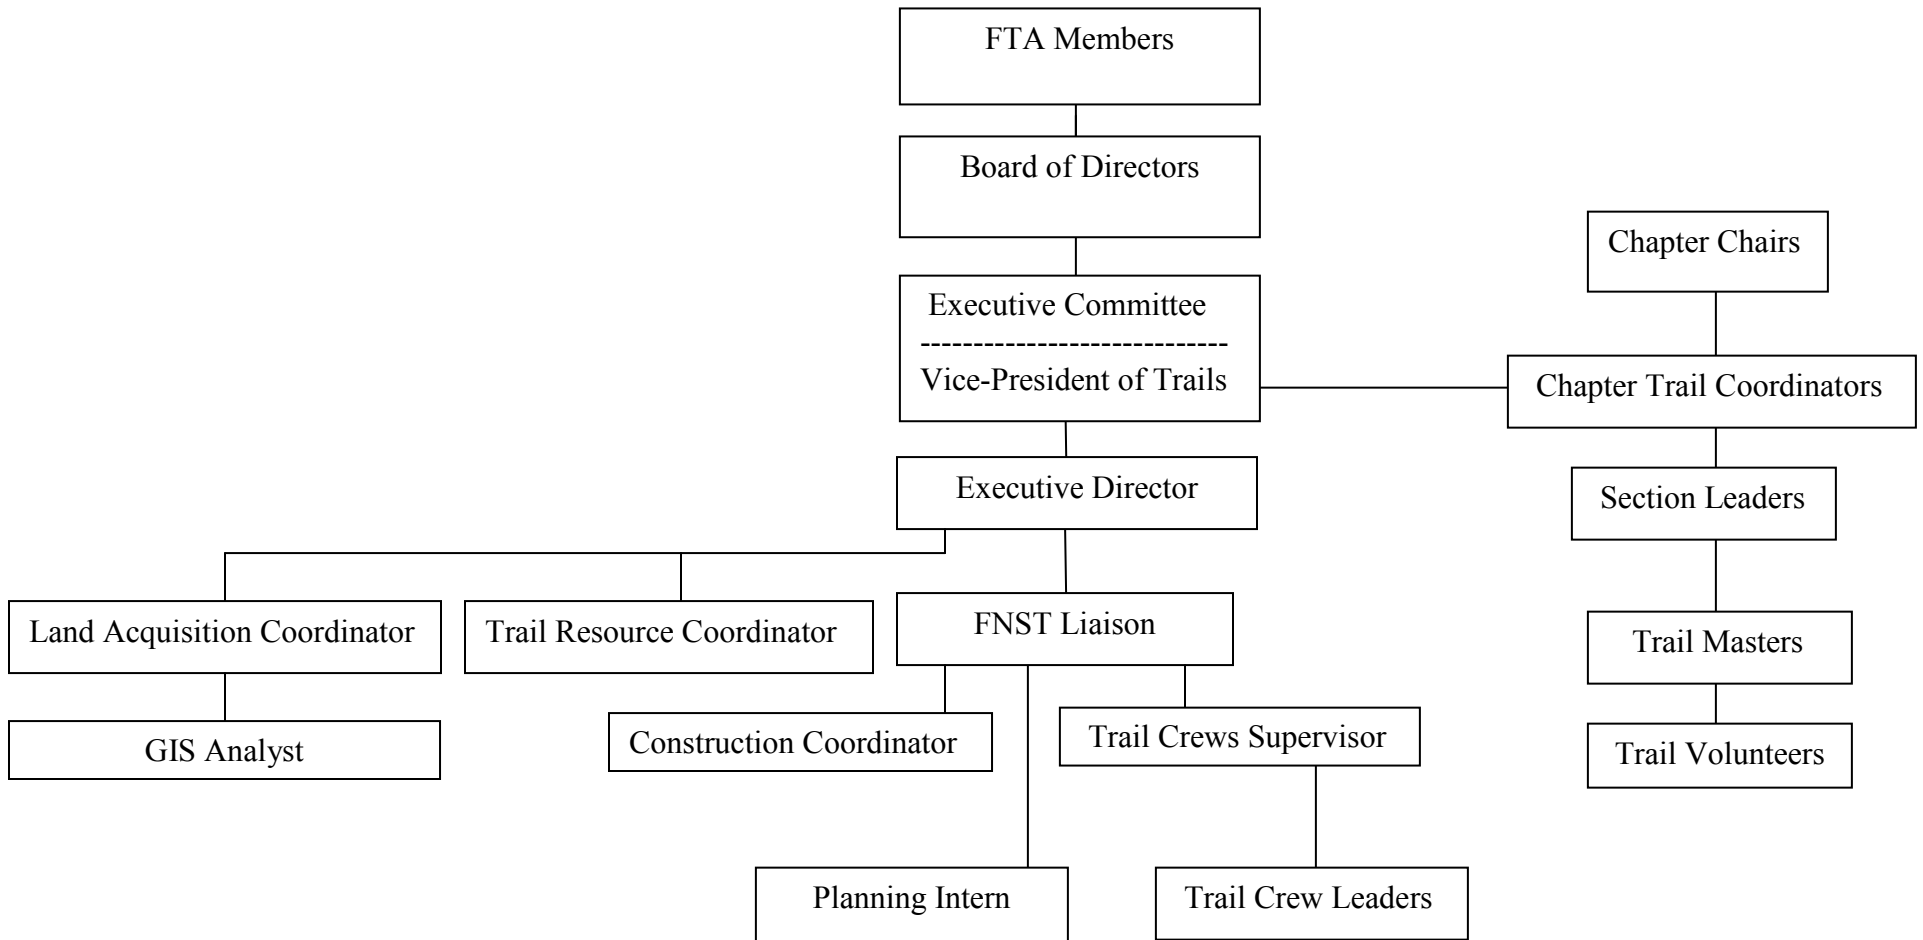 FTA Members
Board of Directors
Chapter Chairs
Executive Committee
-----------------------------
Vice-President of Trails
Chapter Trail Coordinators
Executive Director
Section Leaders
Land Acquisition Coordinator
Trail Resource Coordinator
FNST Liaison
Trail Masters
GIS Analyst
Construction Coordinator
Trail Crews Supervisor
Trail Volunteers
Planning Intern
Trail Crew Leaders